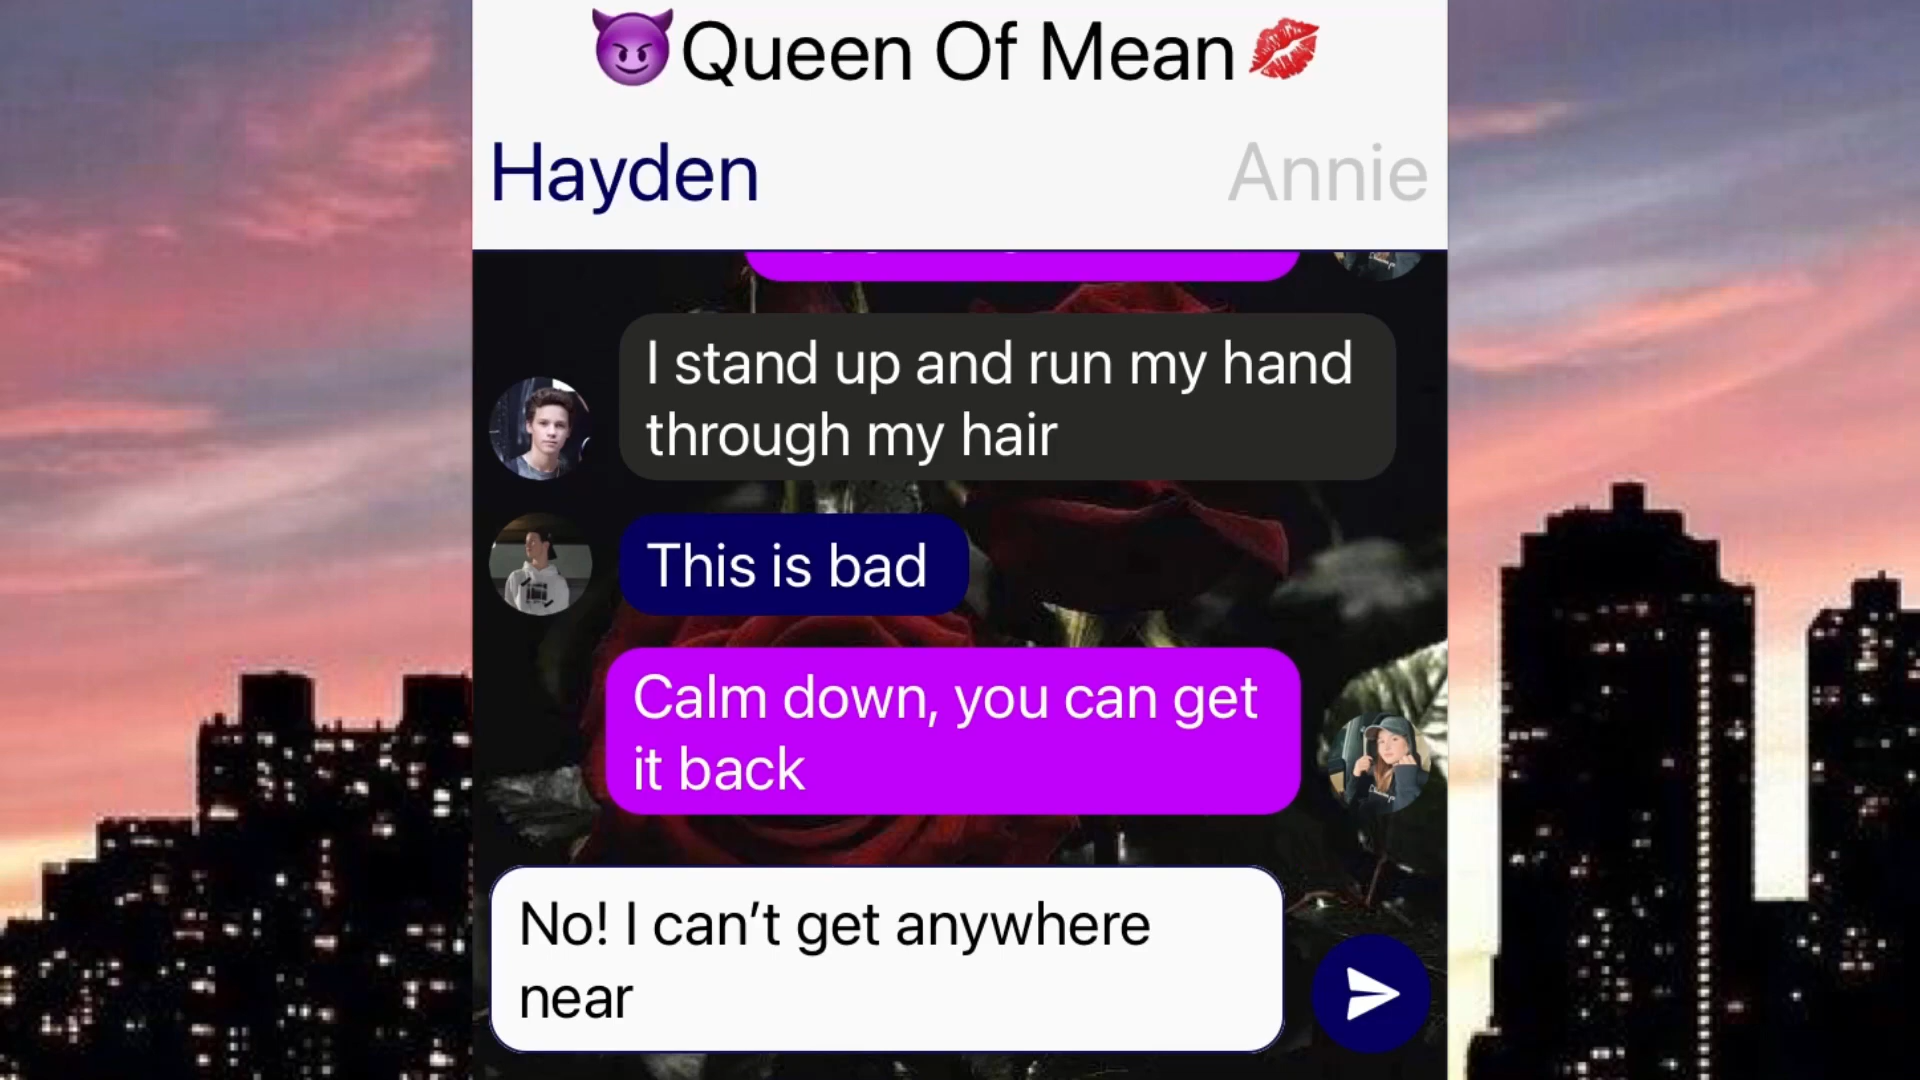 😈Queen Of Mean💋
Hayden
Annie
I stand up and run my hand
through my hair
This is bad
Calm down, you can get
it back
No! I can’t get anywhere
near